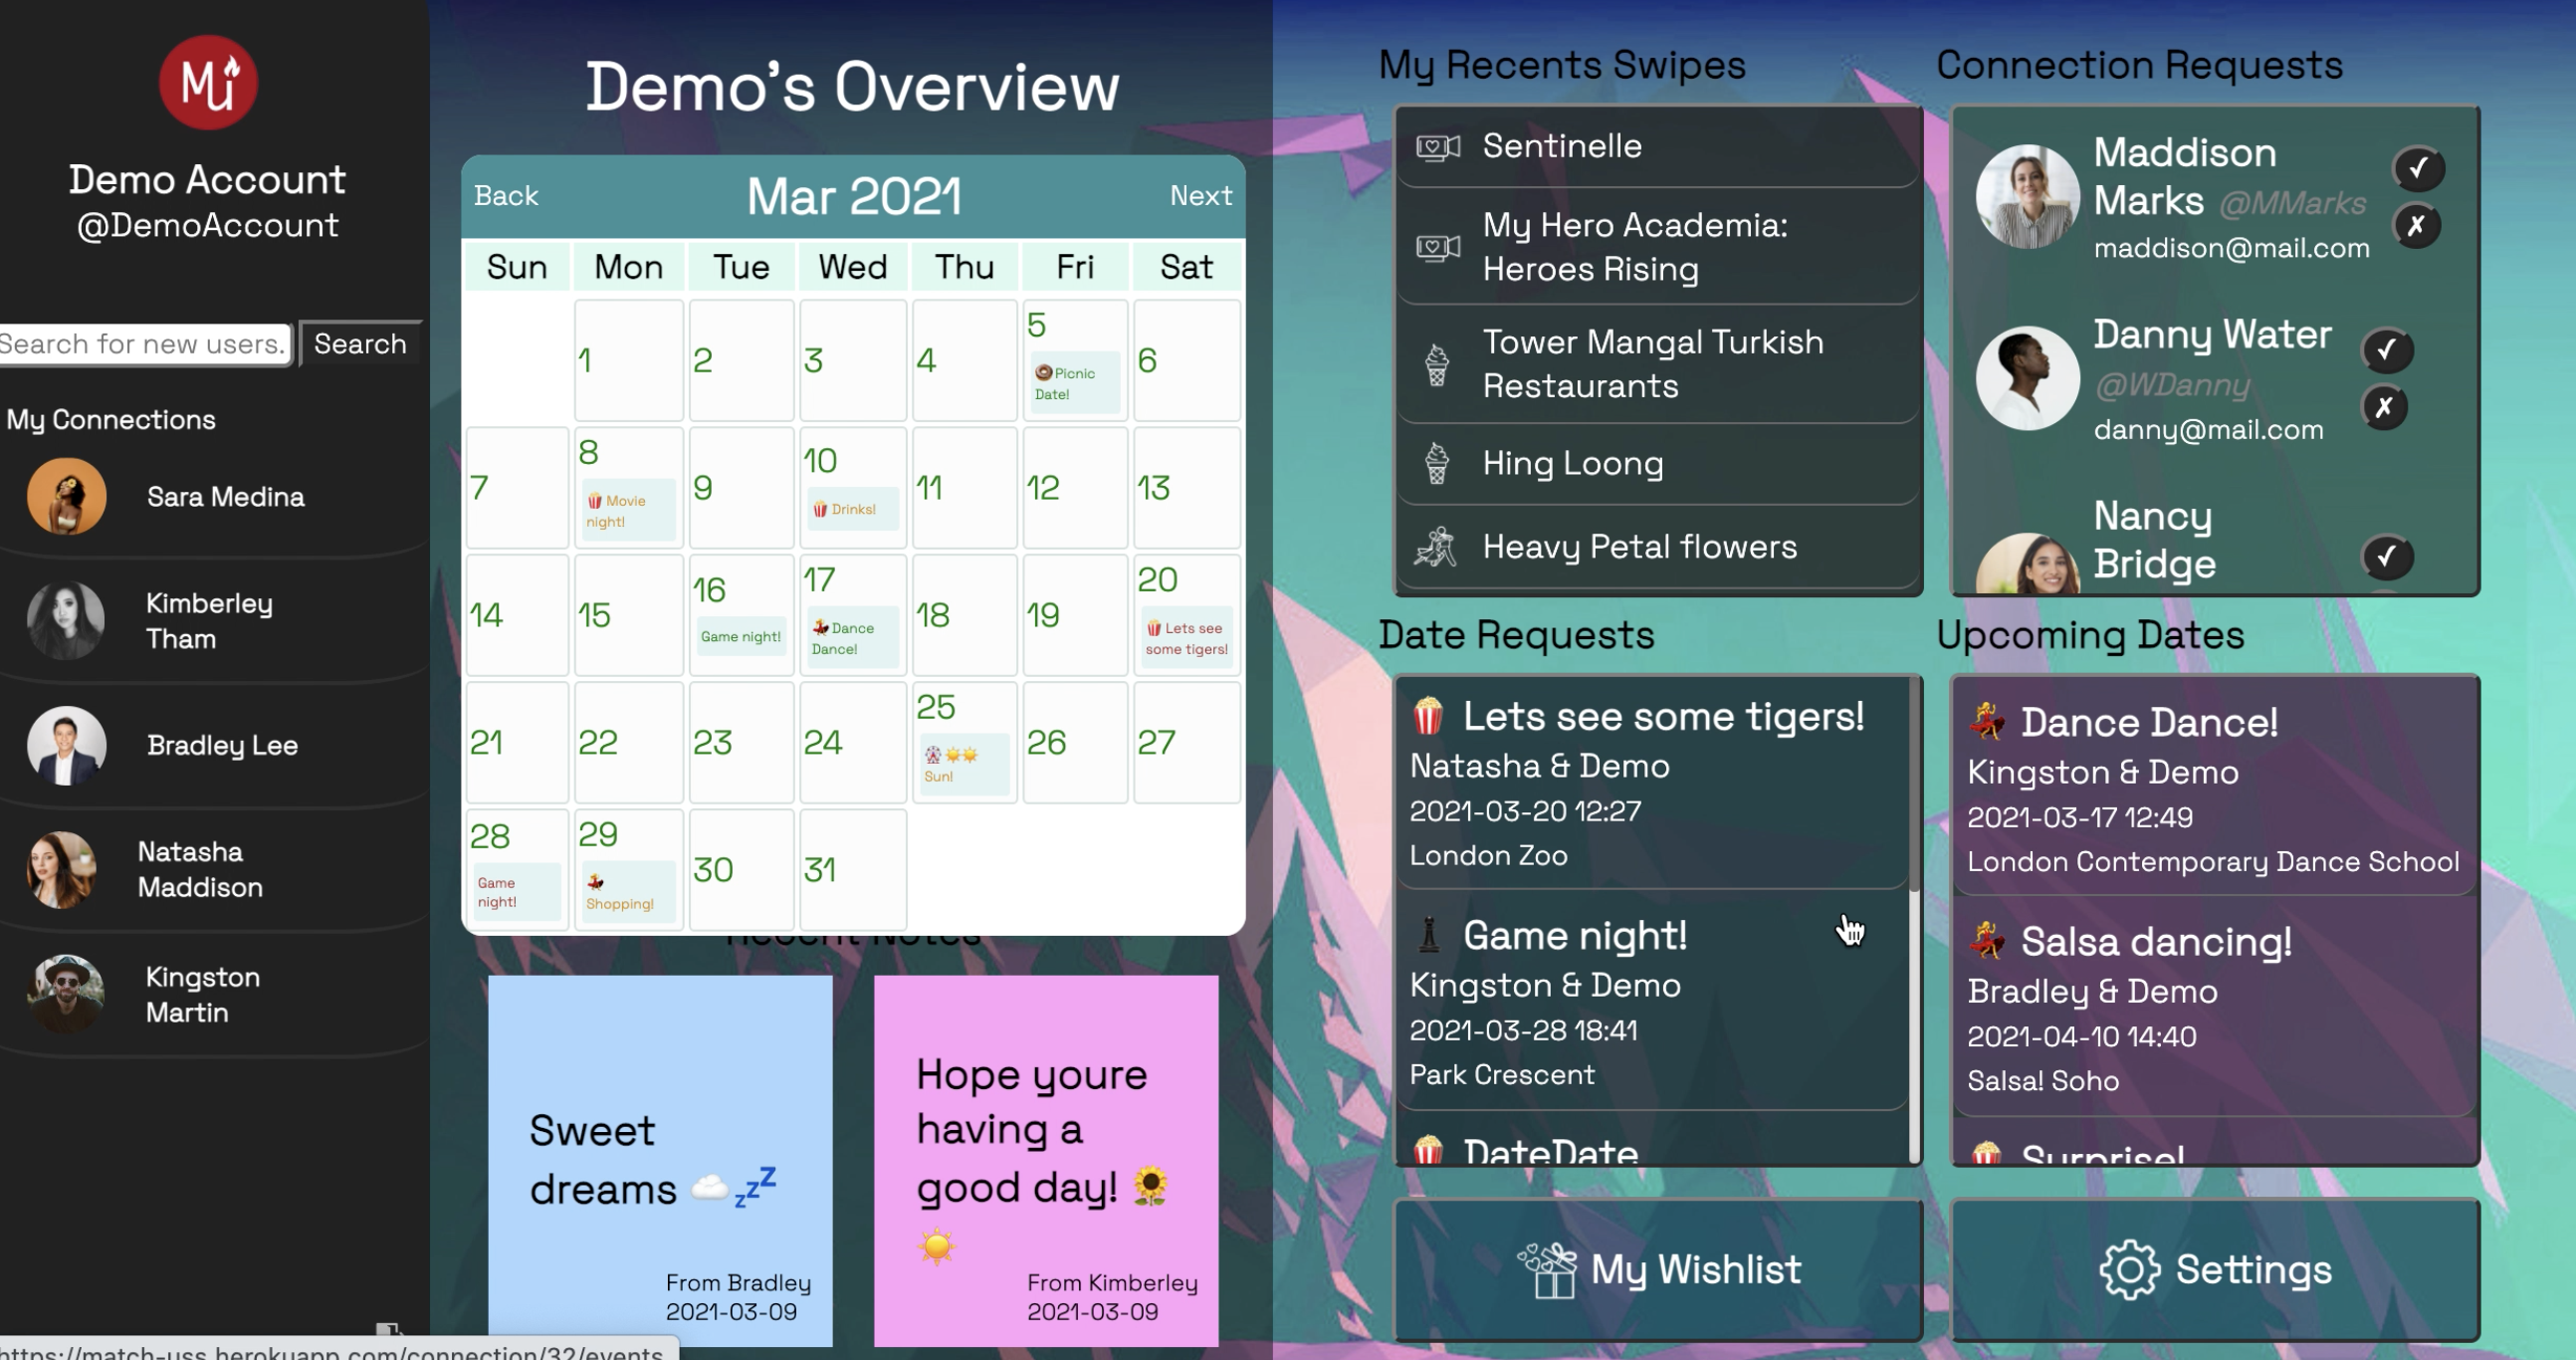 Mu
Demo Account
@DemoAccount
Search for new users.
Search
My Connections
Sara Medina
Kimberley
Tham
Bradley Lee
Natasha
Maddison
Kingston
Martin
https://match-uss.herokuapp.com/connection/32/events
Demo's Overview
Back
Mar 2021
Next
Sun Mon Tue Wed Thu Fri Sat
1 2 3 4 5 6
🍩Picnic
Date!
7 8 9 10 11 12 13
🍿Movie
night!
🍿Drinks!
14 15 16 17 18 19 20
Game night!
💃Dance
Dance!
🍿Lets see
some tigers!
21 22 23 24 25 26 27
🎡☀️☀️
Sun!
28 29 30 31
Game
night!
💃
Shopping!
Recent Notes
Sweet
dreams ☁️💤
From Bradley
2021-03-09
Hope youre
having a
good day! 🌻
☀️
From Kimberley
2021-03-09
My Recents Swipes
Sentinelle
My Hero Academia:
Heroes Rising
Tower Mangal Turkish
Restaurants
Hing Loong
Heavy Petal flowers
Connection Requests
Maddison
Marks @MMarks
maddison@mail.com
✓
✗
Danny Water
@WDanny
danny@mail.com
✓
✗
Nancy
Bridge
✓
Date Requests
🍿 Lets see some tigers!
Natasha & Demo
2021-03-20 12:27
London Zoo
♟ Game night!
Kingston & Demo
2021-03-28 18:41
Park Crescent
🍿 DateDate
Upcoming Dates
💃 Dance Dance!
Kingston & Demo
2021-03-17 12:49
London Contemporary Dance School
💃 Salsa dancing!
Bradley & Demo
2021-04-10 14:40
Salsa! Soho
🍿 Surprise!
My Wishlist
Settings